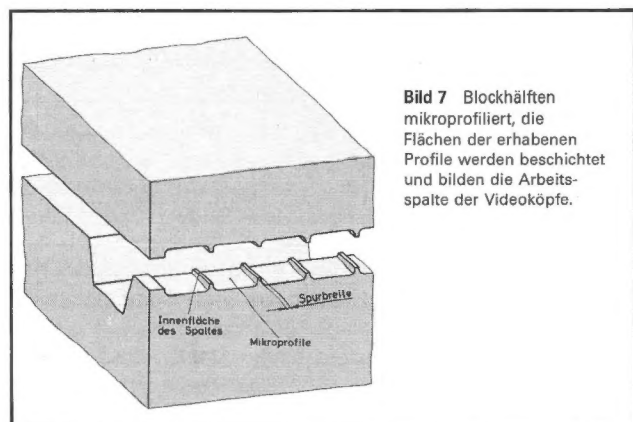 Bild 7 Blockhälften
mikroprofiliert, die
Flächen der erhabenen
Profile werden beschichtet
und bilden die Arbeits-
spalte der Videoköpfe.
Spurbreite
Innenfläche
des Spaltes
Mikroprofile